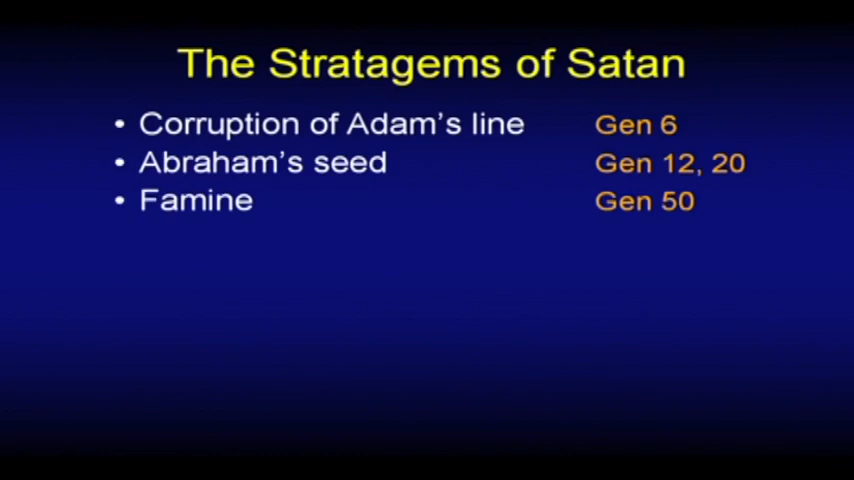 The Stratagems of Satan
• Corruption of Adam's line Gen 6
• Abraham's seed Gen 12, 20
• Famine Gen 50